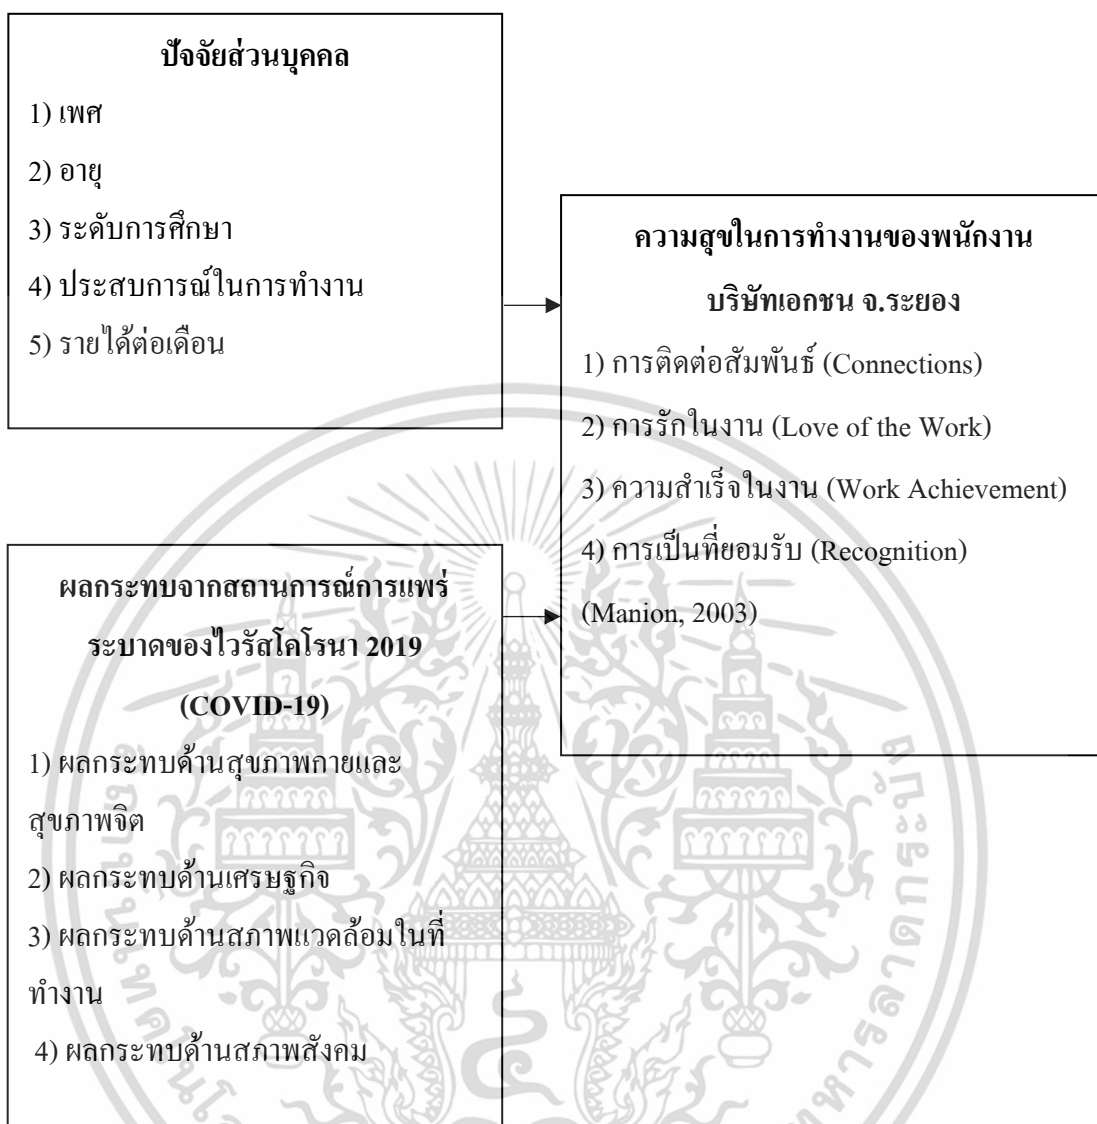 ปัจจัยส่วนบุคคล
1) เพศ
2) อายุ
3) ระดับการศึกษา
4) ประสบการณ์ในการทำงาน
5) รายได้ต่อเดือน
ความสุขในการทำงานของพนักงาน
บริษัทเอกชน จ.ระยอง
1) การติดต่อสัมพันธ์ (Connections)
2) การรักในงาน (Love of the Work)
3) ความสำเร็จในงาน (Work Achievement)
4) การเป็นที่ยอมรับ (Recognition)
(Manion, 2003)
ผลกระทบจากสถานการณ์การแพร่
ระบาดของไวรัสโคโรนา 2019
(COVID-19)
1) ผลกระทบด้านสุขภาพกายและ
สุขภาพจิต
2) ผลกระทบด้านเศรษฐกิจ
3) ผลกระทบด้านสภาพแวดล้อมในที่
ทำงาน
4) ผลกระทบด้านสภาพสังคม